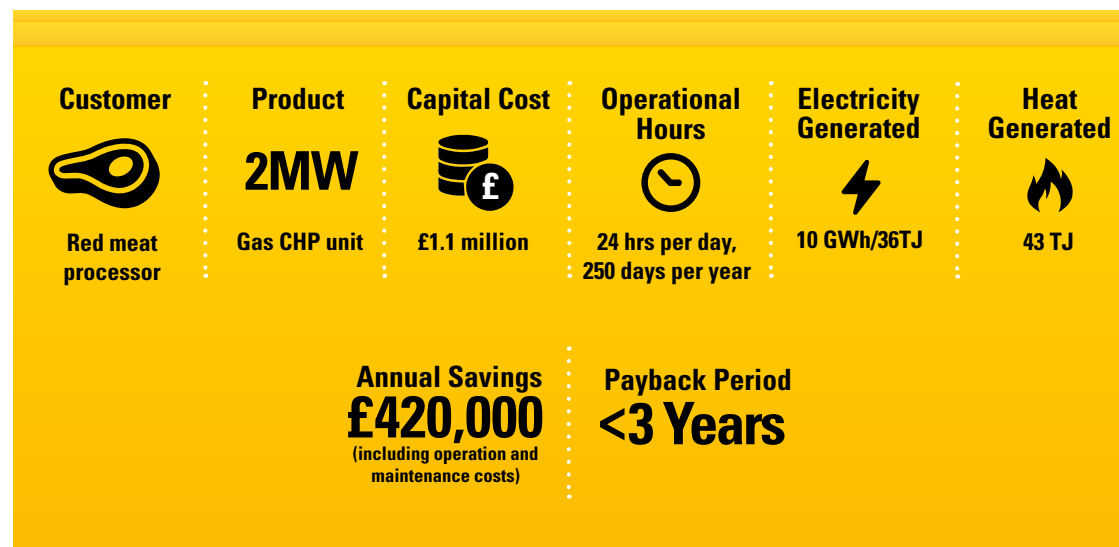 Customer
Red meat
processor
Product
2MW
Gas CHP unit
Capital Cost
£
£1.1 million
Operational
Hours
24 hrs per day,
250 days per year
Electricity
Generated
10 GWh/36TJ
Heat
Generated
43 TJ
Annual Savings
£420,000
(including operation and
maintenance costs)
Payback Period
<3 Years